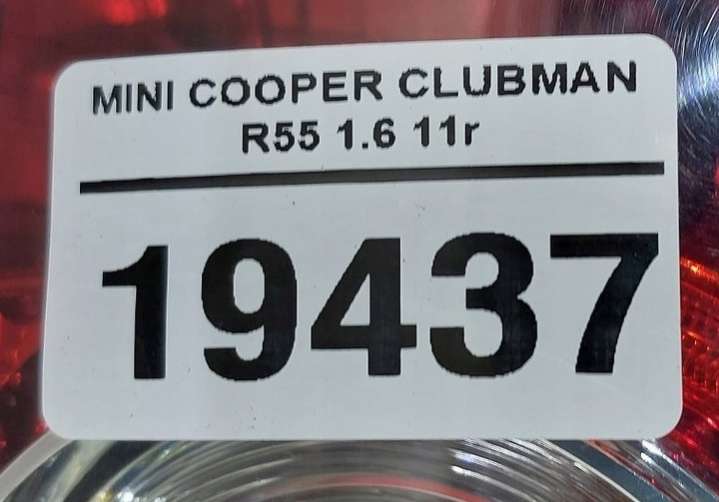 MINI COOPER CLUBMAN
R55 1.6 11r
19437